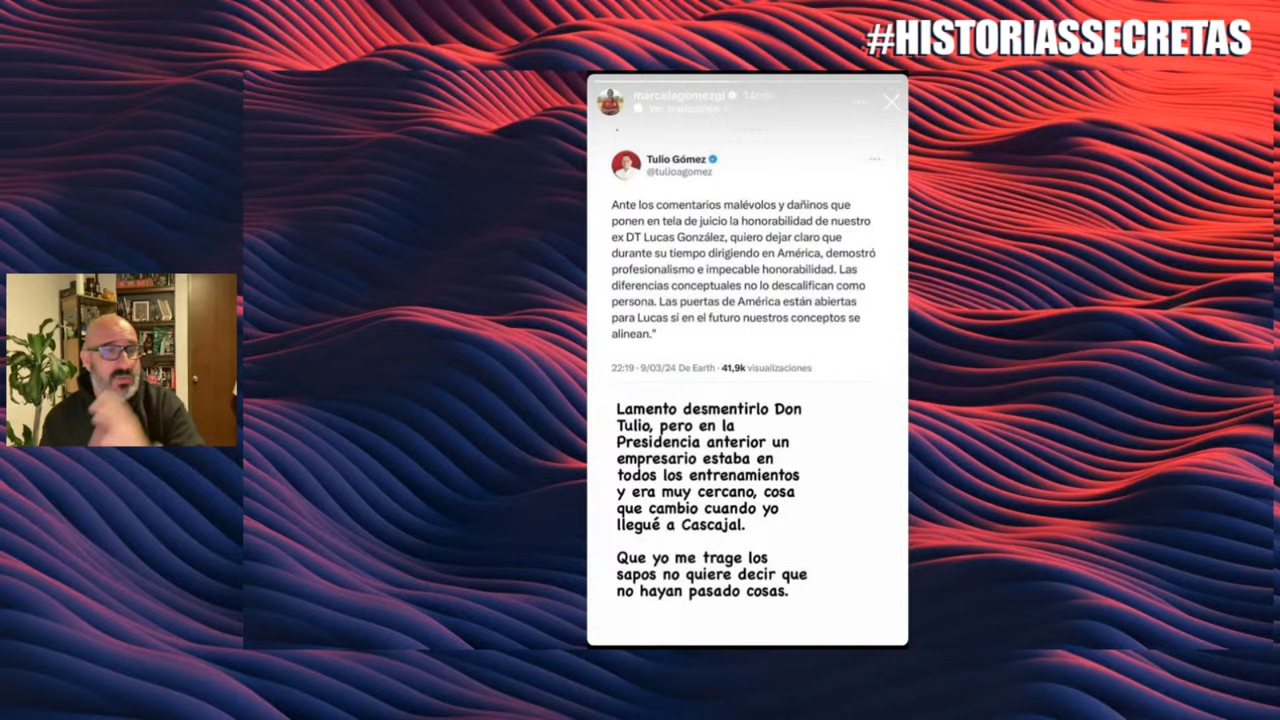 #HISTORIASSECRETAS
marcelagomezgi 14min
Ver traducción
Tulio Gómez
@tulioagomez
Ante los comentarios malévolos y dañinos que
ponen en tela de juicio la honorabilidad de nuestro
ex DT Lucas González, quiero dejar claro que
durante su tiempo dirigiendo en América, demostró
profesionalismo e impecable honorabilidad. Las
diferencias conceptuales no lo descalifican como
persona. Las puertas de América están abiertas
para Lucas si en el futuro nuestros conceptos se
alinean."
22:19 · 9/03/24 De Earth · 41,9k visualizaciones
Lamento desmentirlo Don
Tulio, pero en la
Presidencia anterior un
empresario estaba en
todos los entrenamientos
y era muy cercano, cosa
que cambio cuando yo
llegué a Cascajal.
Que yo me trage los
sapos no quiere decir que
no hayan pasado cosas.